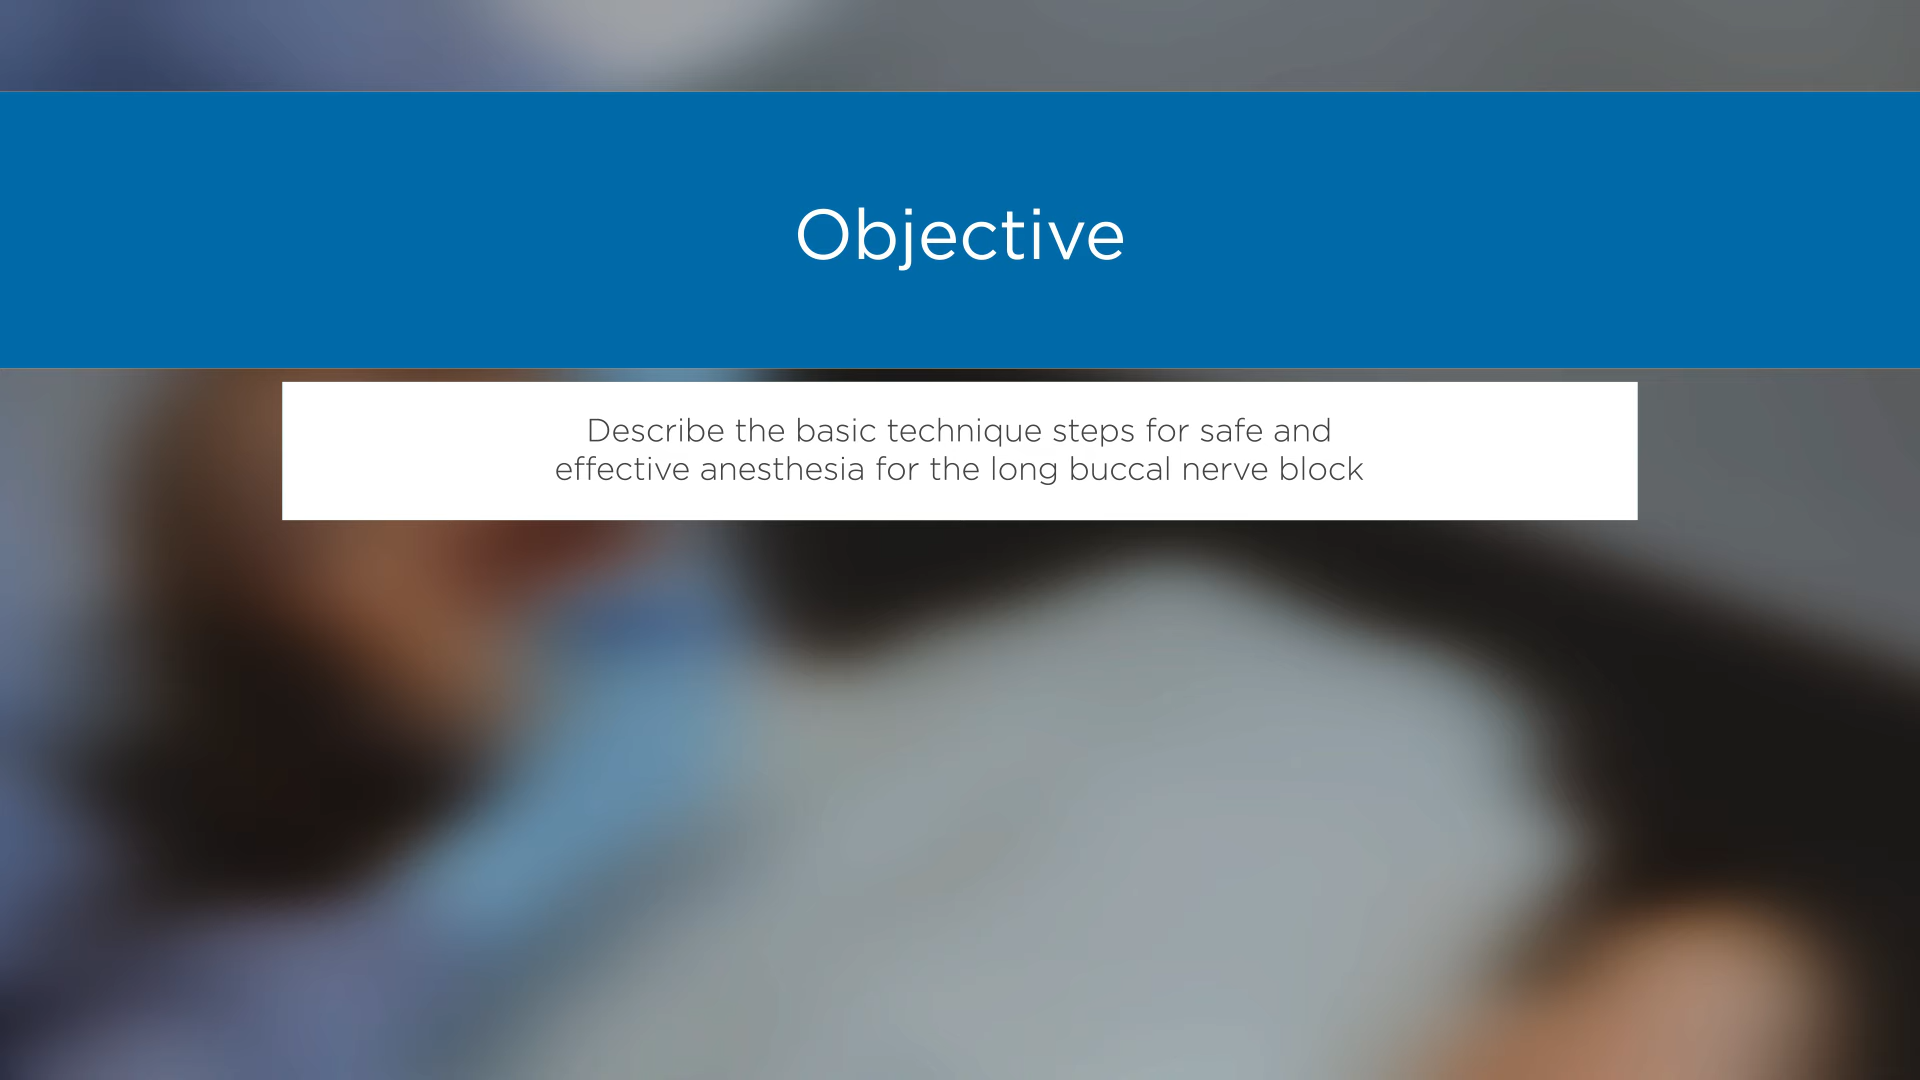 Objective
Describe the basic technique steps for safe and
effective anesthesia for the long buccal nerve block